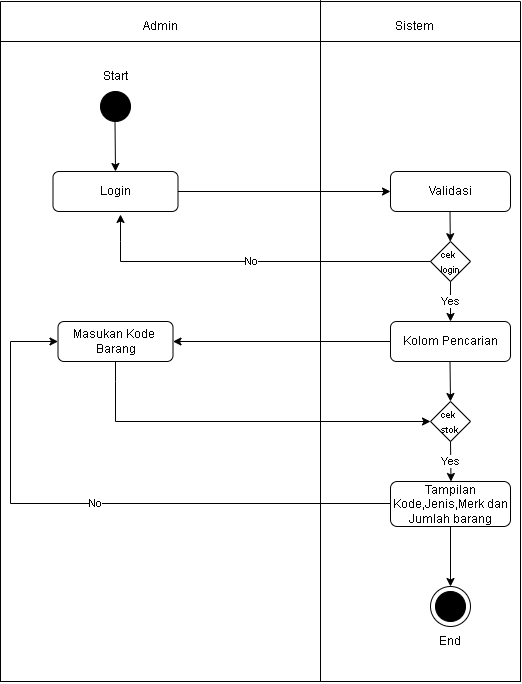 Admin
Sistem
Start
Login
Validasi
cek
login
No
Yes
Masukan Kode
Barang
Kolom Pencarian
cek
stok
Yes
Tampilan
Kode,Jenis,Merk dan
Jumlah barang
No
End